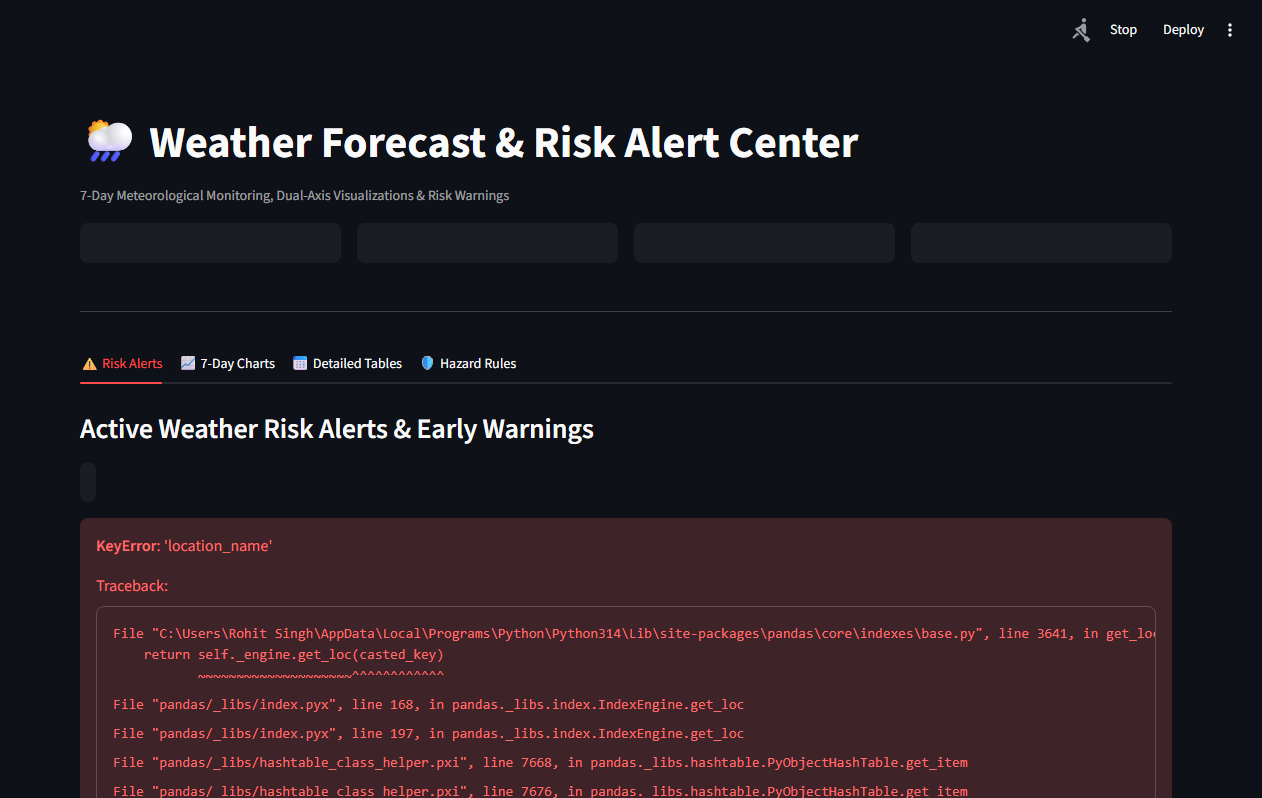 Stop Deploy
Weather Forecast & Risk Alert Center
7-Day Meteorological Monitoring, Dual-Axis Visualizations & Risk Warnings
Risk Alerts 7-Day Charts Detailed Tables Hazard Rules
Active Weather Risk Alerts & Early Warnings
KeyError: 'location_name'
Traceback:
File "C:\Users\Rohit Singh\AppData\Local\Programs\Python\Python314\Lib\site-packages\pandas\core\indexes\base.py", line 3641, in get_loc
return self._engine.get_loc(casted_key)
~~~~~~~~~~~~~~~~~~~~^^^^^^^^^^^^
File "pandas/_libs/index.pyx", line 168, in pandas._libs.index.IndexEngine.get_loc
File "pandas/_libs/index.pyx", line 197, in pandas._libs.index.IndexEngine.get_loc
File "pandas/_libs/hashtable_class_helper.pxi", line 7668, in pandas._libs.hashtable.PyObjectHashTable.get_item
File "pandas/_libs/hashtable_class_helper.pxi", line 7676, in pandas._libs.hashtable.PyObjectHashTable.get_item